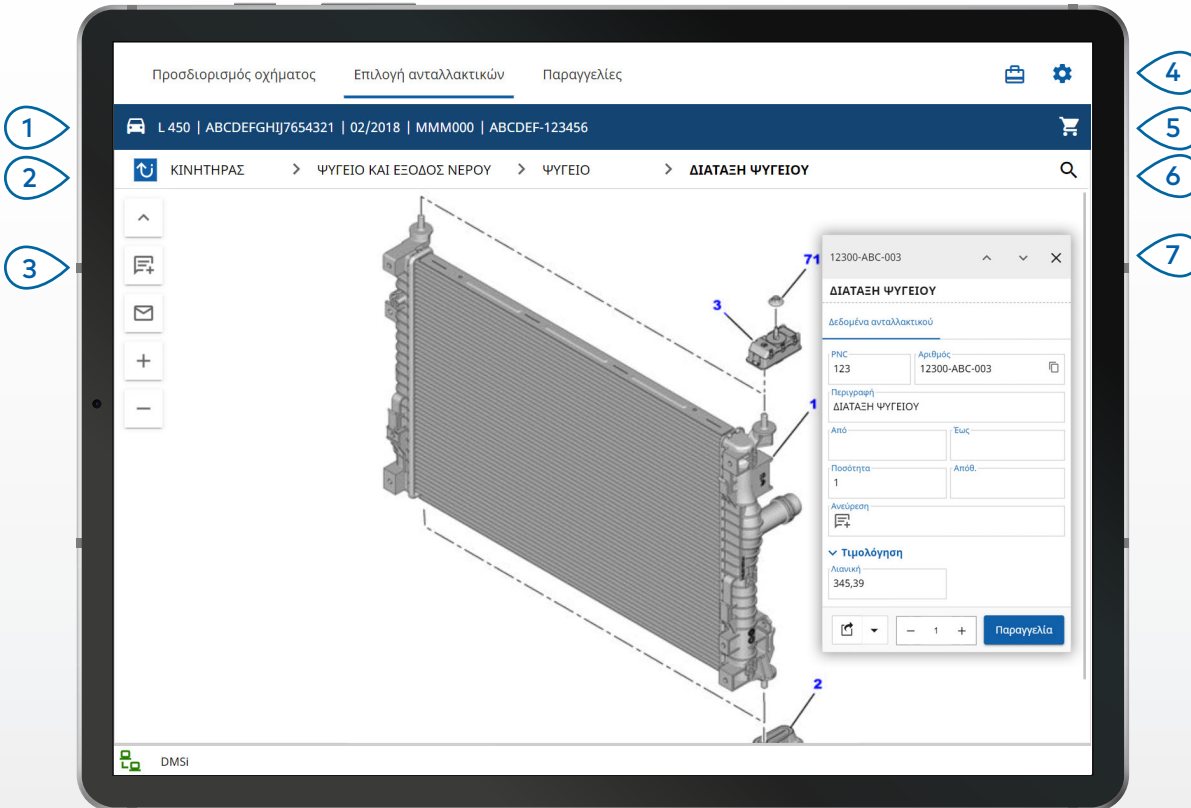 Προσδιορισμός οχήματος Επιλογή ανταλλακτικών Παραγγελίες
4
1
L 450 | ABCDEFGHIJ7654321 | 02/2018 | MMM000 | ABCDEF-123456
5
2
ΚΙΝΗΤΗΡΑΣ > ΨΥΓΕΙΟ ΚΑΙ ΕΞΟΔΟΣ ΝΕΡΟΥ > ΨΥΓΕΙΟ > ΔΙΑΤΑΞΗ ΨΥΓΕΙΟΥ
6
3
7
71
3
1
2
12300-ABC-003
ΔΙΑΤΑΞΗ ΨΥΓΕΙΟΥ
Δεδομένα ανταλλακτικού
PNC Αριθμός
123 12300-ABC-003
Περιγραφή
ΔΙΑΤΑΞΗ ΨΥΓΕΙΟΥ
Από Έως
Ποσότητα Απόθ.
1
Ανεύρεση
Τιμολόγηση
Λιανική
345,39
− 1 + Παραγγελία
DMSi